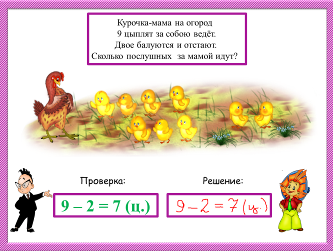 Курочка-мама на огород
9 цыплят за собою ведёт.
Двое балуются и отстают.
Сколько послушных за мамой идут?
Проверка:
Решение:
9 – 2 = 7 (ц.)
9 – 2 = 7 (ц.)